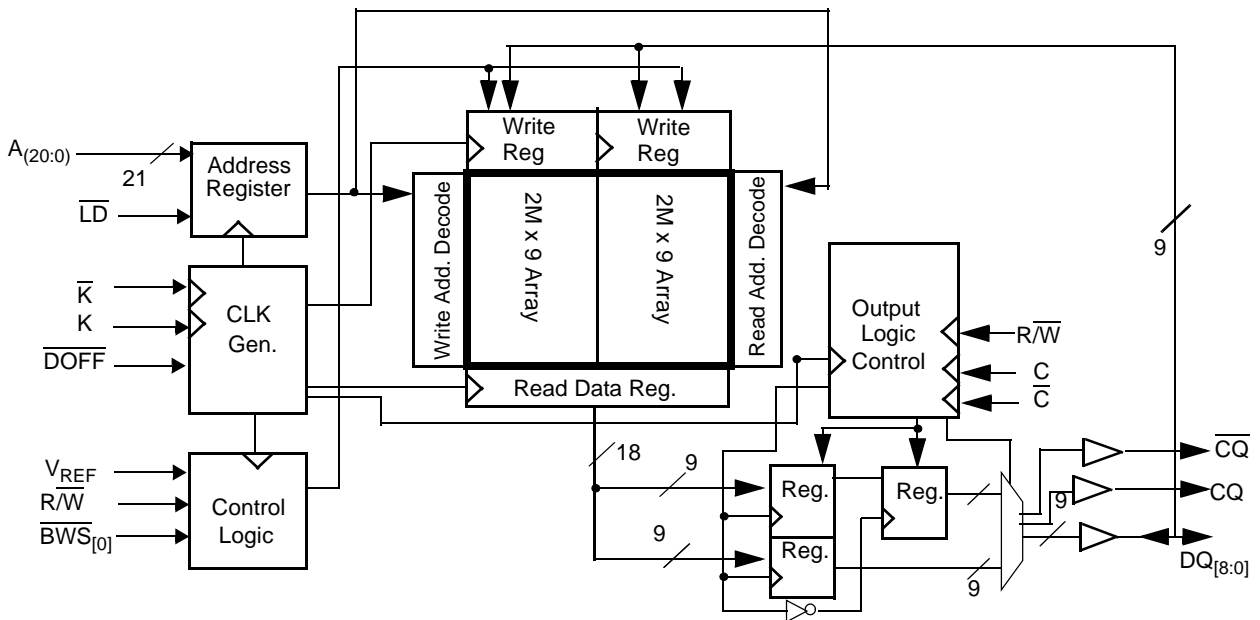 A(20:0)
21
LD
K
K
DOFF
VREF
R/W
BWS[0]
Address
Register
CLK
Gen.
Control
Logic
Write
Reg
Write
Reg
Write Add. Decode
2M x 9 Array
2M x 9 Array
Read Add. Decode
Read Data Reg.
18
9
9
Output
Logic
Control
R/W
C
C
Reg.
Reg.
Reg.
9
9
9
CQ
CQ
DQ[8:0]